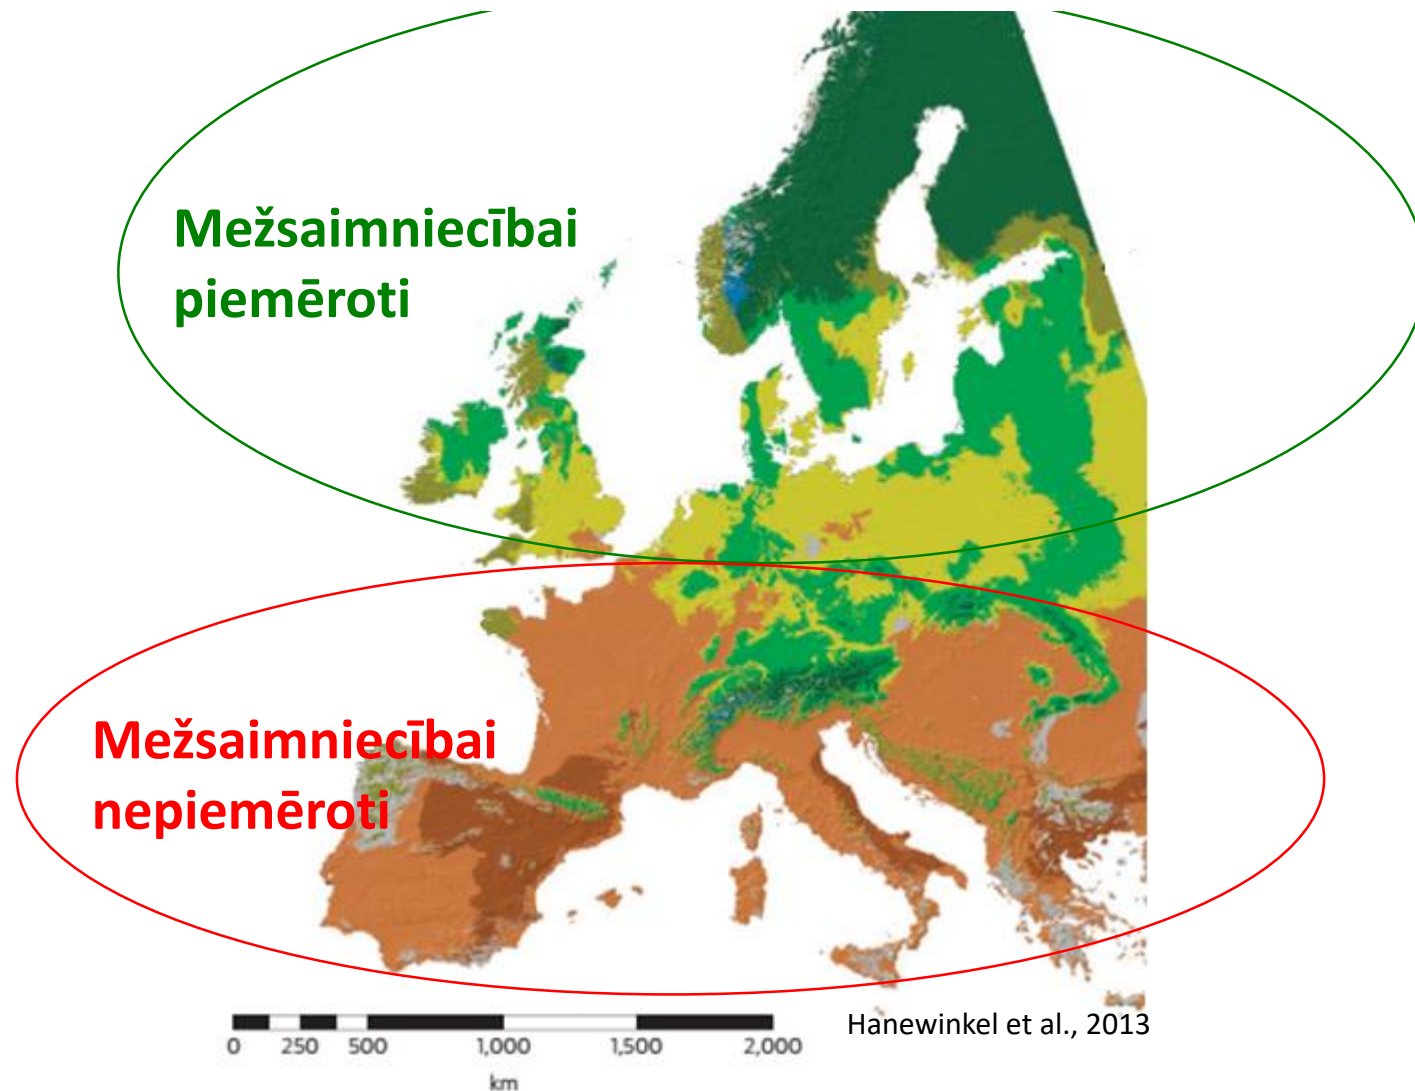 Mežsaimniecībai
piemēroti
Mežsaimniecībai
nepiemēroti
Hanewinkel et al., 2013
0 250 500 1,000 1,500 2,000
km